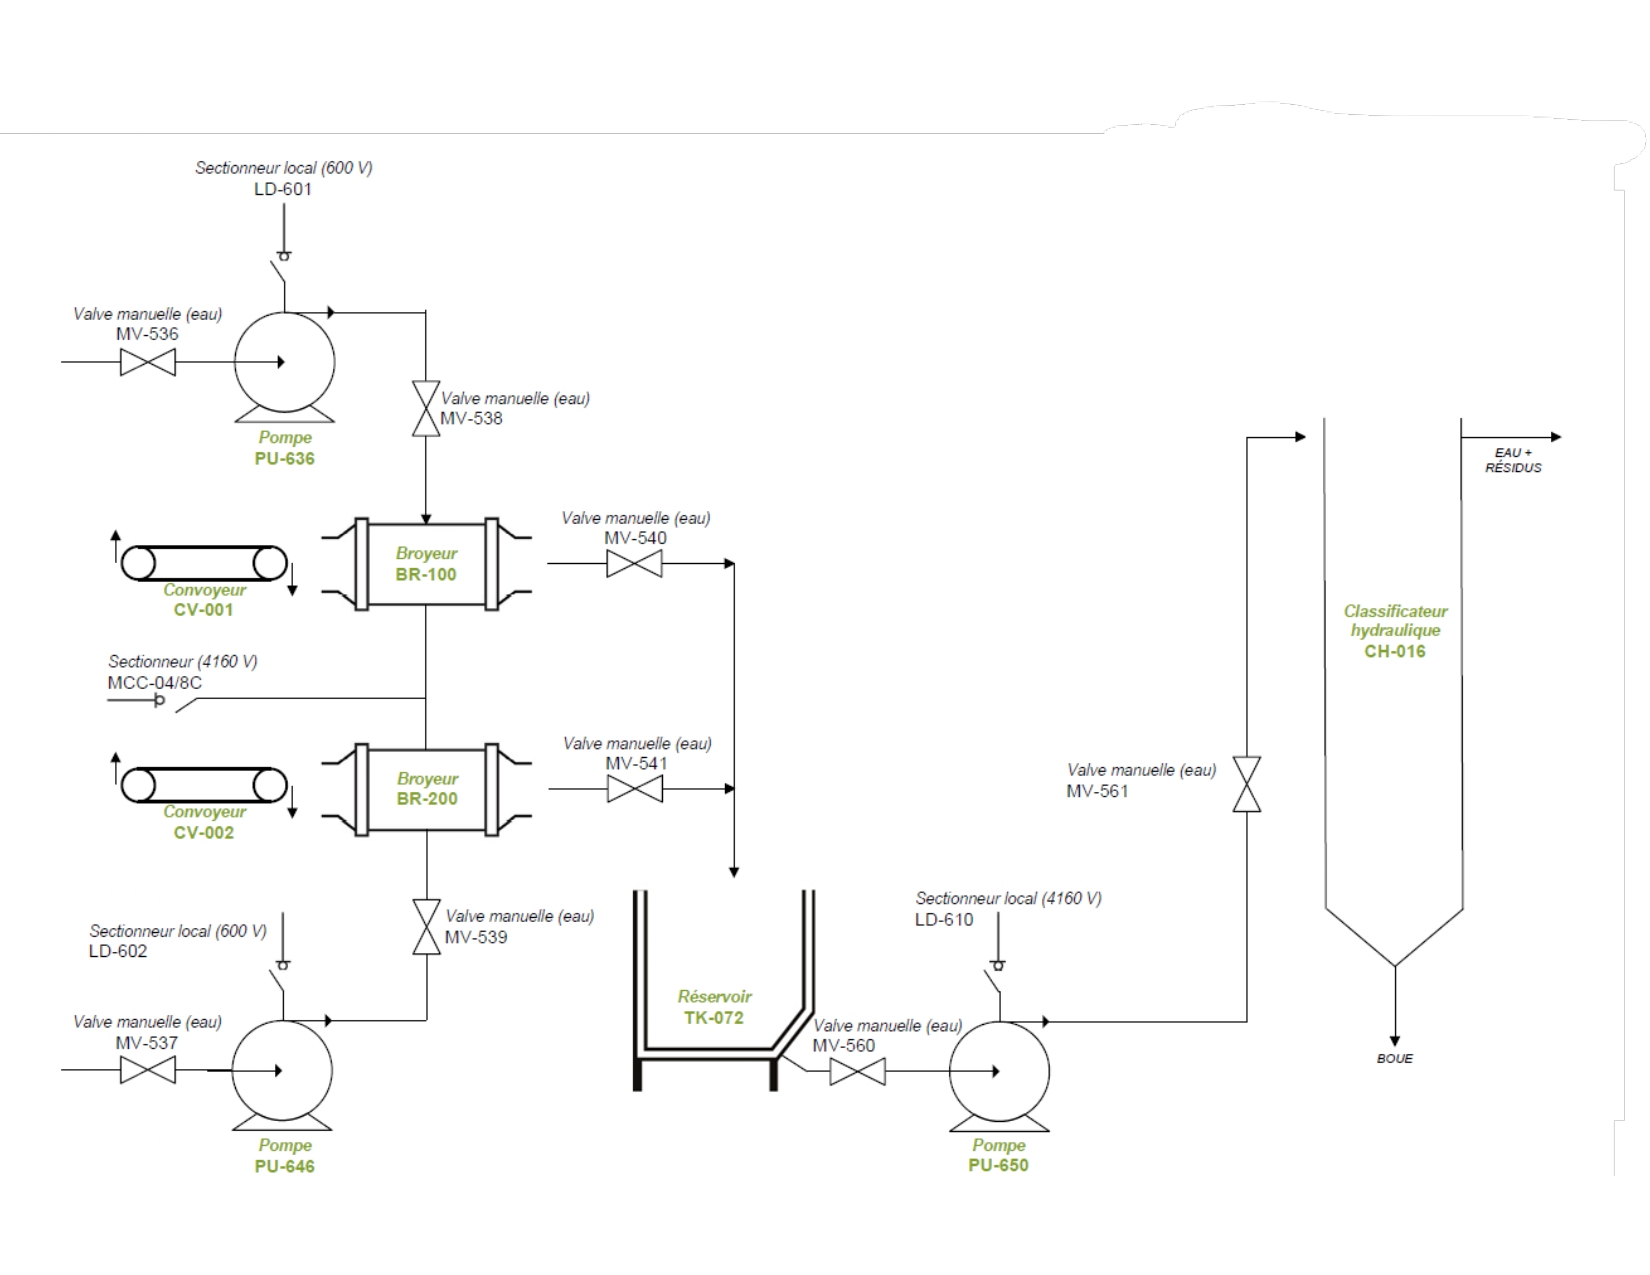 Sectionneur local (600 V)
LD-601
Valve manuelle (eau)
MV-536
Pompe
PU-636
Valve manuelle (eau)
MV-538
EAU +
RÉSIDUS
Valve manuelle (eau)
MV-540
Broyeur
BR-100
Convoyeur
CV-001
Classificateur
hydraulique
CH-016
Sectionneur (4160 V)
MCC-04/8C
Valve manuelle (eau)
MV-541
Broyeur
BR-200
Convoyeur
CV-002
Valve manuelle (eau)
MV-561
Sectionneur local (4160 V)
LD-610
Valve manuelle (eau)
MV-539
Sectionneur local (600 V)
LD-602
Réservoir
TK-072
Valve manuelle (eau)
MV-537
Valve manuelle (eau)
MV-560
BOUE
Pompe
PU-646
Pompe
PU-650